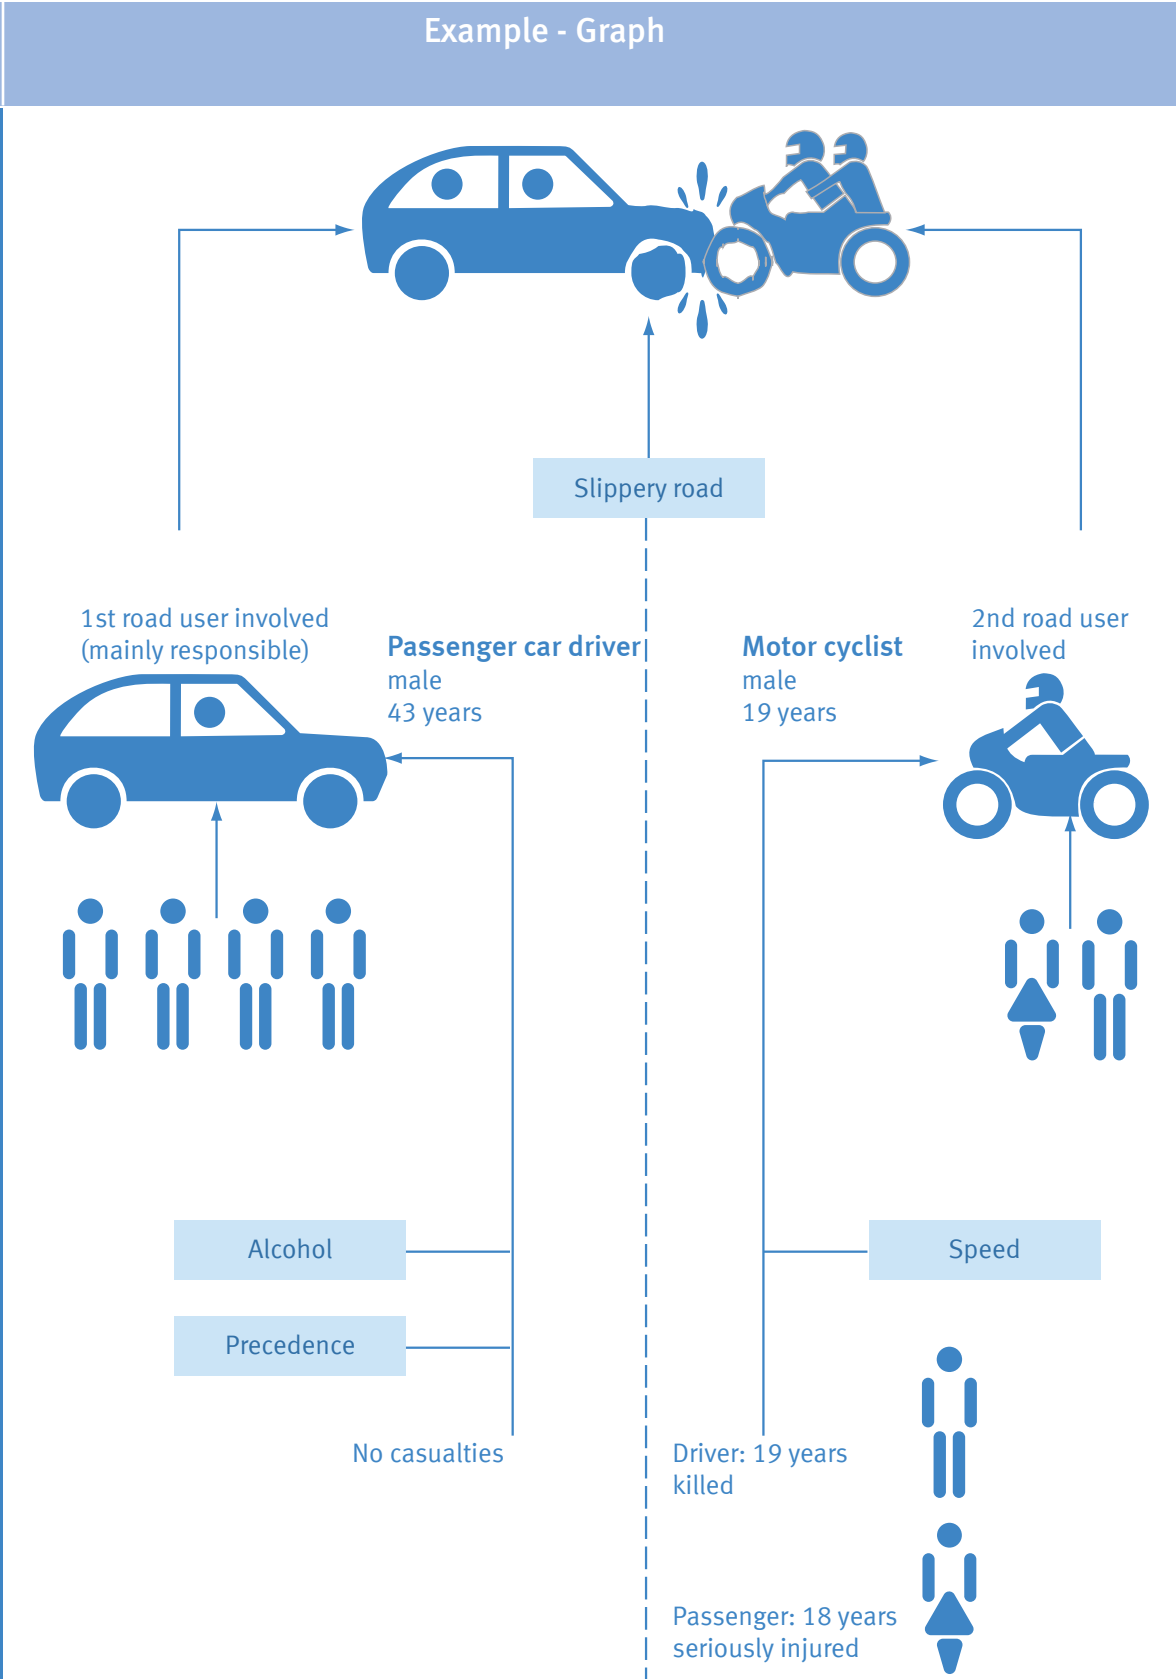 Example - Graph
Slippery road
1st road user involved
(mainly responsible)
Passenger car driver
male
43 years
Motor cyclist
male
19 years
2nd road user
involved
Alcohol
Precedence
Speed
No casualties
Driver: 19 years
killed
Passenger: 18 years
seriously injured